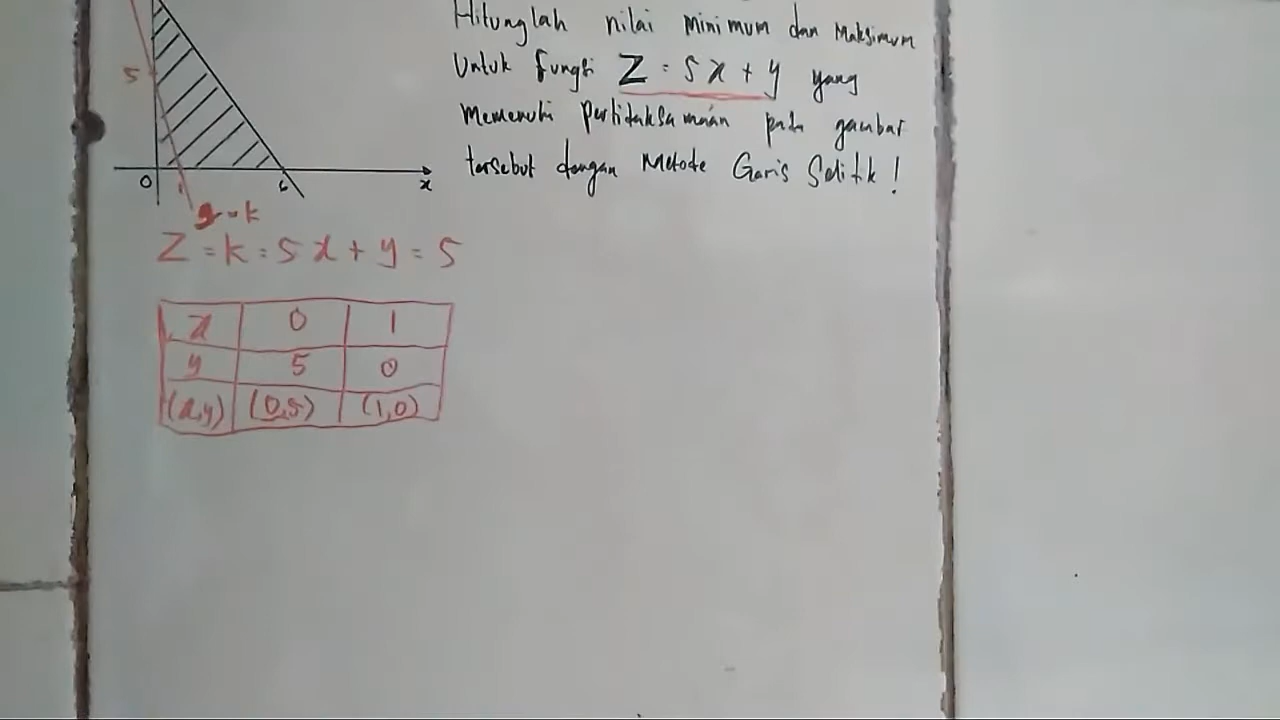 Hitunglah nilai Minimum dan Maksimum
Untuk fungsi Z = 5x + y yang
Memenuhi pertidaksamaan pada gambar
tersebut dengan Metode Garis Selidik!
5
0
1
6
x
g = k
Z = k = 5x + y = 5
x 0 1
y 5 0
(x,y) (0,5) (1,0)